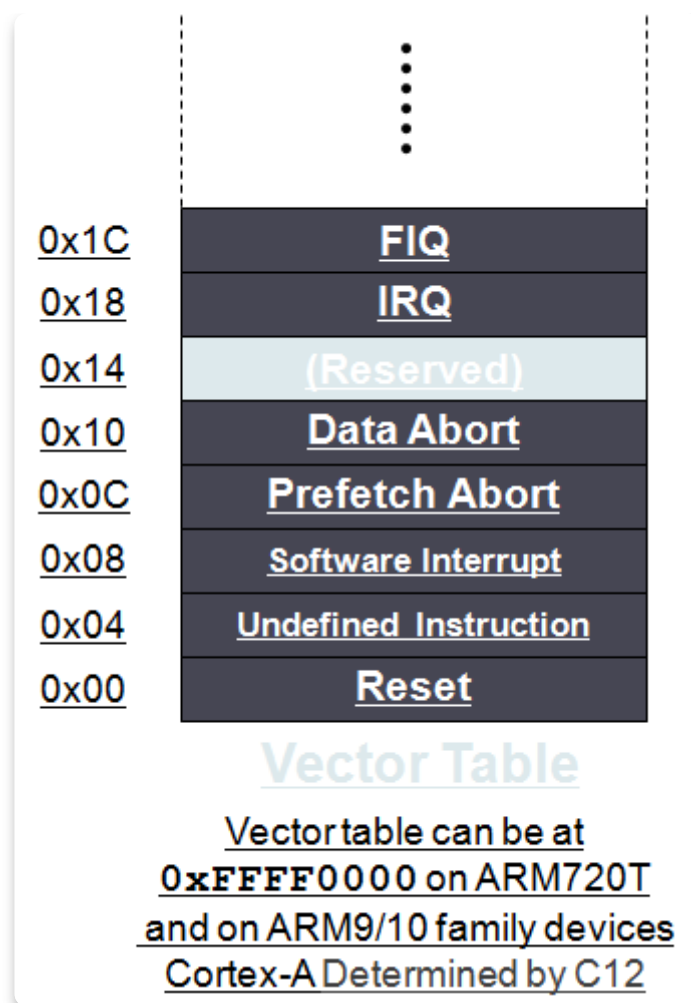 0x1C FIQ
0x18 IRQ
0x14 (Reserved)
0x10 Data Abort
0x0C Prefetch Abort
0x08 Software Interrupt
0x04 Undefined Instruction
0x00 Reset
Vector Table
Vector table can be at
0xFFFF0000 on ARM720T
and on ARM9/10 family devices
Cortex-A Determined by C12